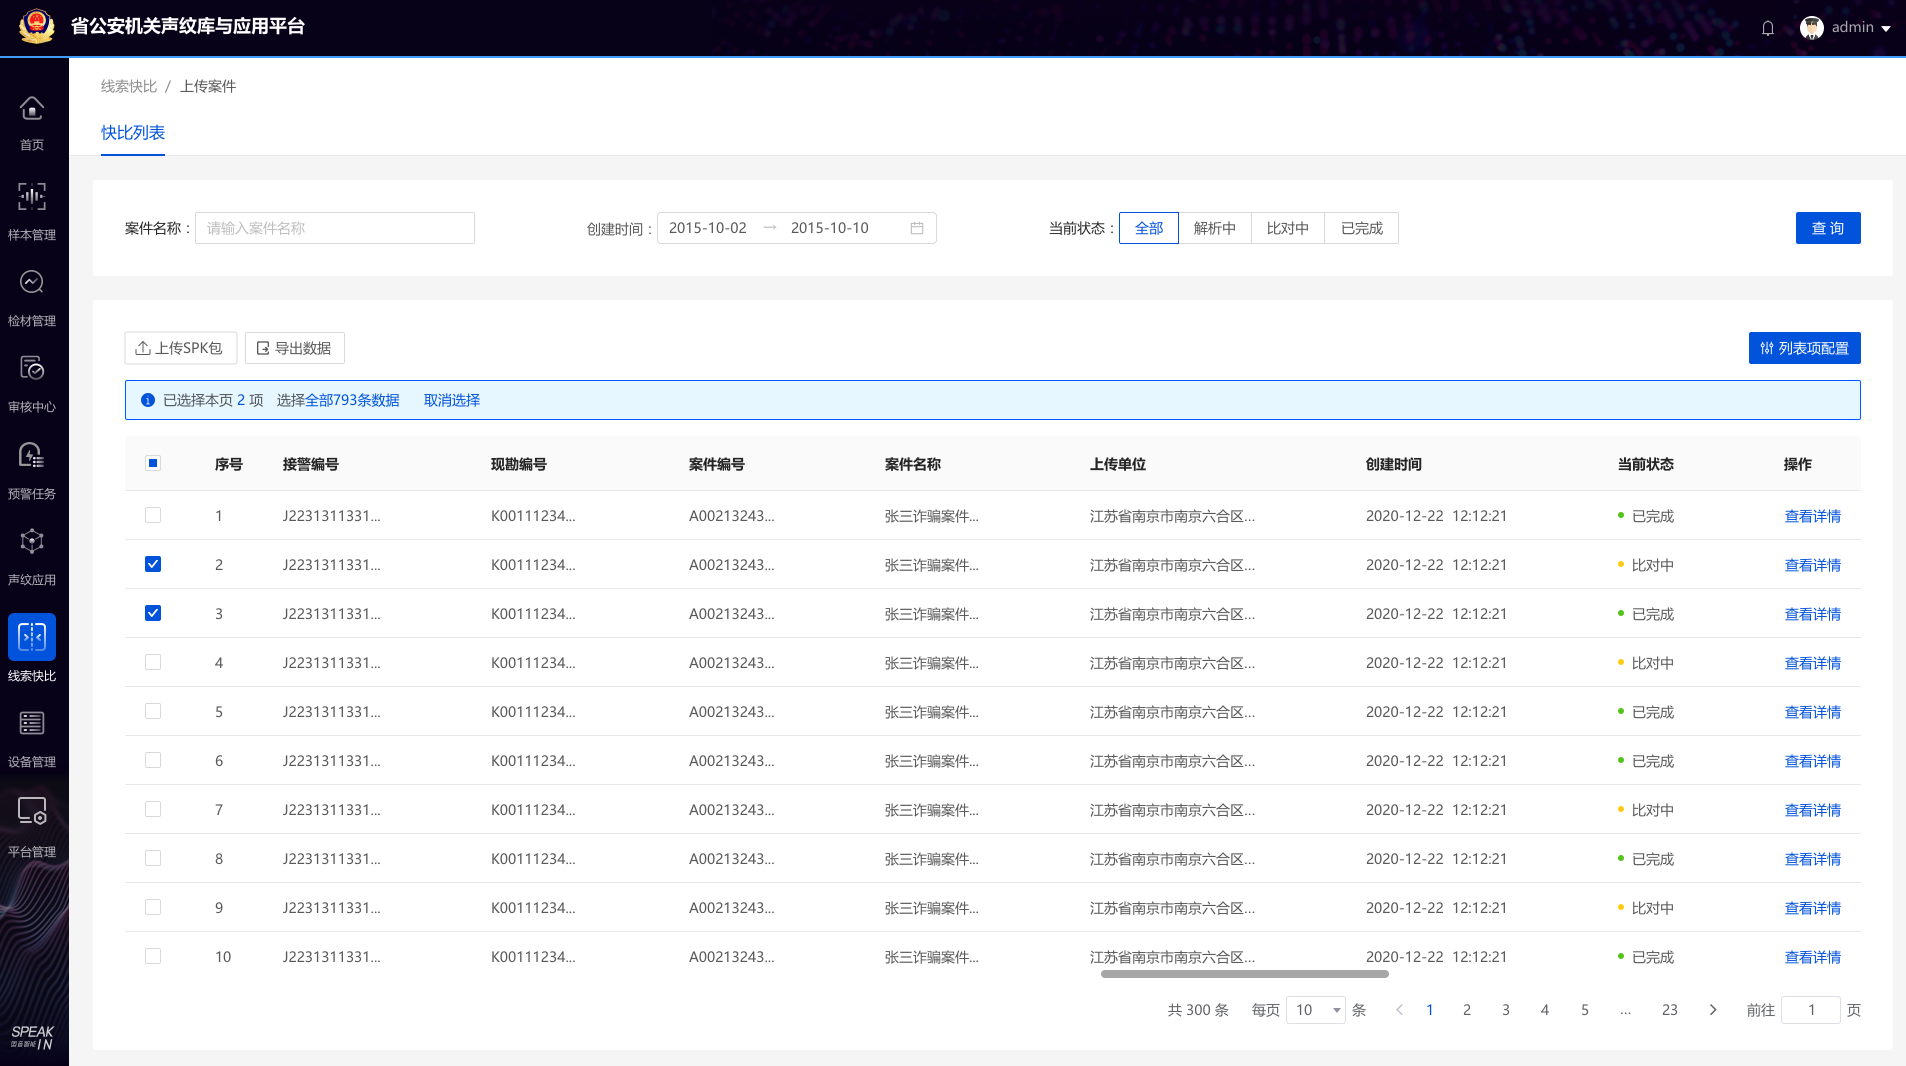 省公安机关声纹库与应用平台
admin
首页
样本管理
检材管理
审核中心
预警任务
声纹应用
线索快比
设备管理
平台管理
SPEAK
IN
线索快比 / 上传案件
快比列表
案件名称 : 请输入案件名称 创建时间 : 2015-10-02 → 2015-10-10 当前状态 : 全部 解析中 比对中 已完成 查 询
上传SPK包 导出数据 列表项配置
已选择本页 2 项 选择全部793条数据 取消选择
序号 接警编号 现勘编号 案件编号 案件名称 上传单位 创建时间 当前状态 操作
1 J2231311331... K00111234... A00213243... 张三诈骗案件... 江苏省南京市南京六合区... 2020-12-22 12:12:21 已完成 查看详情
2 J2231311331... K00111234... A00213243... 张三诈骗案件... 江苏省南京市南京六合区... 2020-12-22 12:12:21 比对中 查看详情
3 J2231311331... K00111234... A00213243... 张三诈骗案件... 江苏省南京市南京六合区... 2020-12-22 12:12:21 已完成 查看详情
4 J2231311331... K00111234... A00213243... 张三诈骗案件... 江苏省南京市南京六合区... 2020-12-22 12:12:21 比对中 查看详情
5 J2231311331... K00111234... A00213243... 张三诈骗案件... 江苏省南京市南京六合区... 2020-12-22 12:12:21 已完成 查看详情
6 J2231311331... K00111234... A00213243... 张三诈骗案件... 江苏省南京市南京六合区... 2020-12-22 12:12:21 已完成 查看详情
7 J2231311331... K00111234... A00213243... 张三诈骗案件... 江苏省南京市南京六合区... 2020-12-22 12:12:21 比对中 查看详情
8 J2231311331... K00111234... A00213243... 张三诈骗案件... 江苏省南京市南京六合区... 2020-12-22 12:12:21 已完成 查看详情
9 J2231311331... K00111234... A00213243... 张三诈骗案件... 江苏省南京市南京六合区... 2020-12-22 12:12:21 比对中 查看详情
10 J2231311331... K00111234... A00213243... 张三诈骗案件... 江苏省南京市南京六合区... 2020-12-22 12:12:21 已完成 查看详情
共 300 条 每页 10 条 < 1 2 3 4 5 ... 23 > 前往 1 页